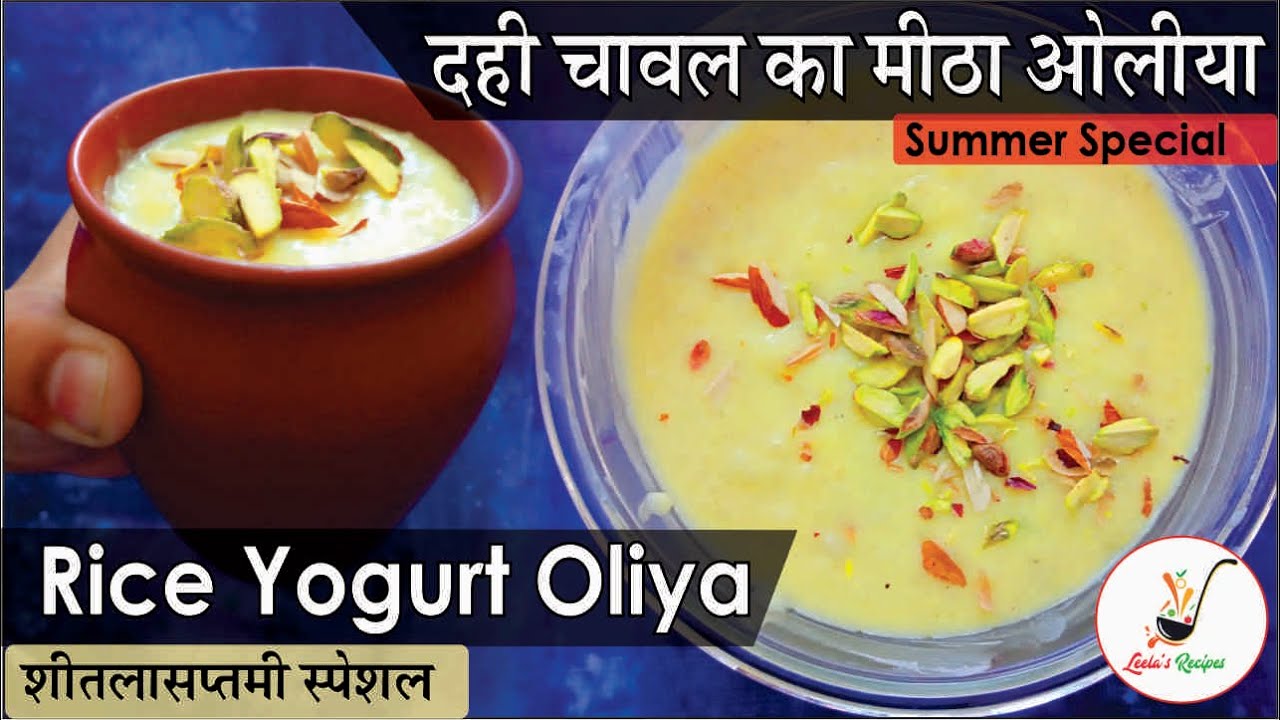 दही चावल का मीठा ओलीया
Summer Special
Rice Yogurt Oliya
शीतलासप्तमी स्पेशल
Leela's Recipes